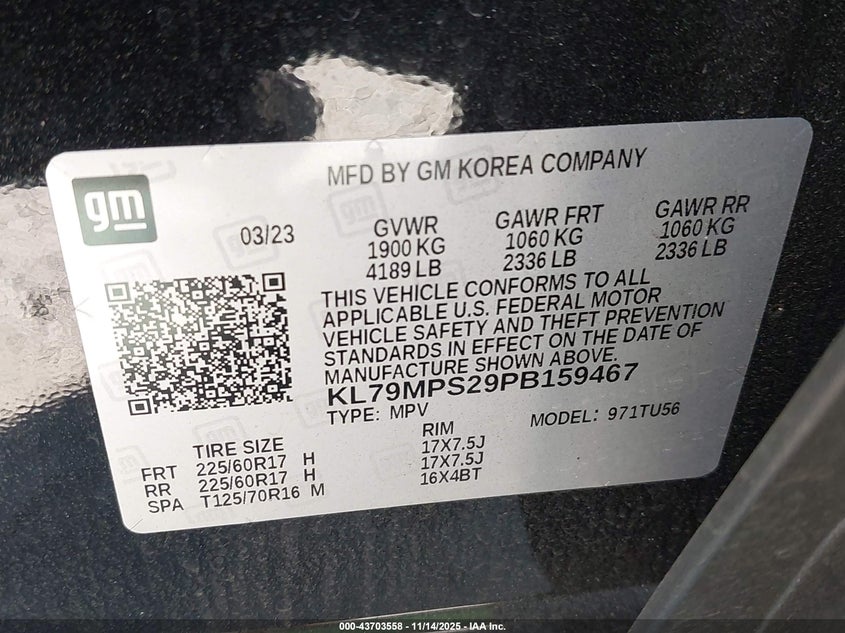 MFD BY GM KOREA COMPANY
gm
03/23
GVWR
1900 KG
4189 LB
GAWR FRT
1060 KG
2336 LB
GAWR RR
1060 KG
2336 LB
THIS VEHICLE CONFORMS TO ALL
APPLICABLE U.S. FEDERAL MOTOR
VEHICLE SAFETY AND THEFT PREVENTION
STANDARDS IN EFFECT ON THE DATE OF
MANUFACTURE SHOWN ABOVE.
KL79MPS29PB159467
TYPE: MPV
MODEL: 971TU56
TIRE SIZE RIM
FRT 225/60R17 H 17X7.5J
RR 225/60R17 H 17X7.5J
SPA T125/70R16 M 16X4BT
000-43703558 - 11/14/2025 - IAA Inc.